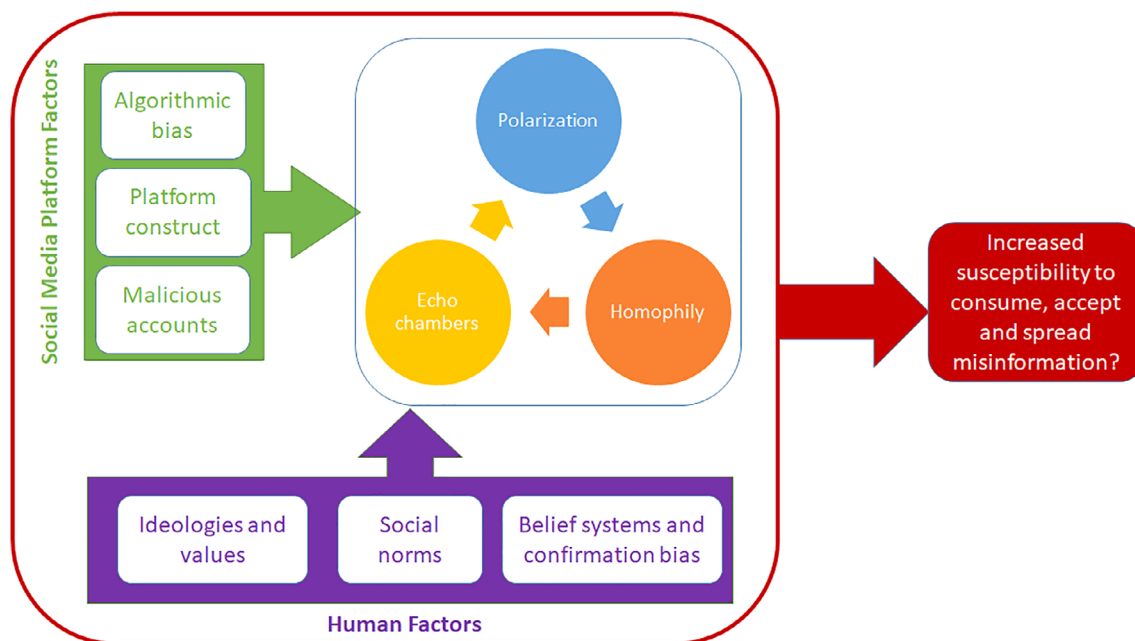 Social Media Platform Factors
Algorithmic
bias
Platform
construct
Malicious
accounts
Polarization
Echo
chambers
Homophily
Increased
susceptibility to
consume, accept
and spread
misinformation?
Ideologies and
values
Social
norms
Belief systems and
confirmation bias
Human Factors